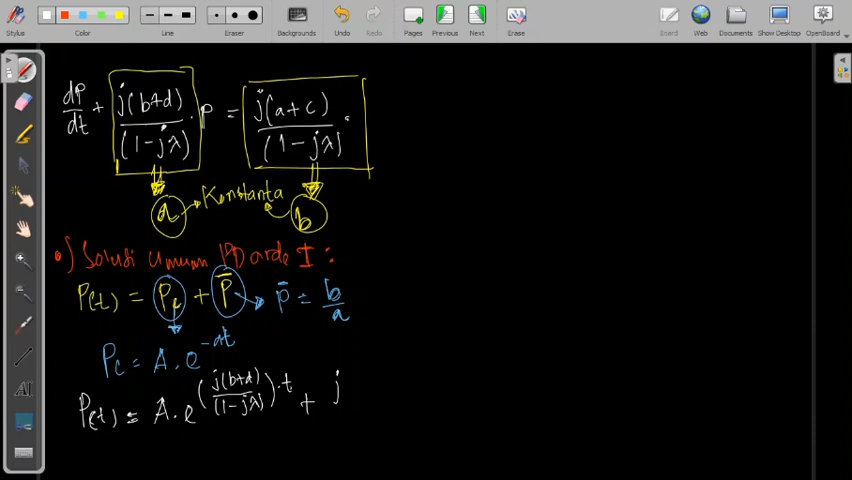 Stylus Color Line Eraser Backgrounds Undo Redo Pages Previous Next Erase Board Web Documents Show Desktop OpenBoard
dP/dt + j(b+d)/(1-jλ) . P = j(a+c)/(1-jλ) .
a Konstanta b
•) Solusi Umum PD orde I :
P(t) = Pc + P̄ P̄ = b/a
Pc = A . e^-at
P(t) = A . e^(j(b+d)/(1-jλ)) . t + j
AI